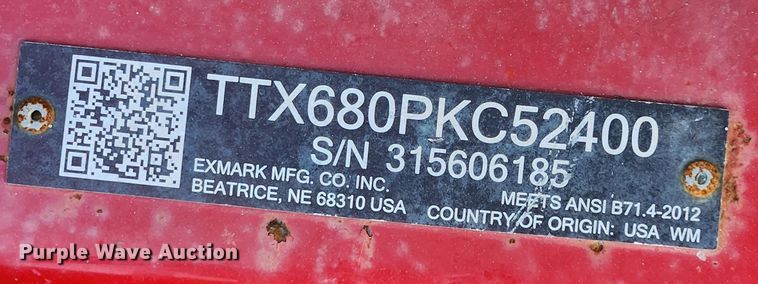 TTX680PKC52400
S/N 315606185
EXMARK MFG. CO. INC.
BEATRICE, NE 68310 USA
MEETS ANSI B71.4-2012
COUNTRY OF ORIGIN: USA WM
Purple Wave Auction